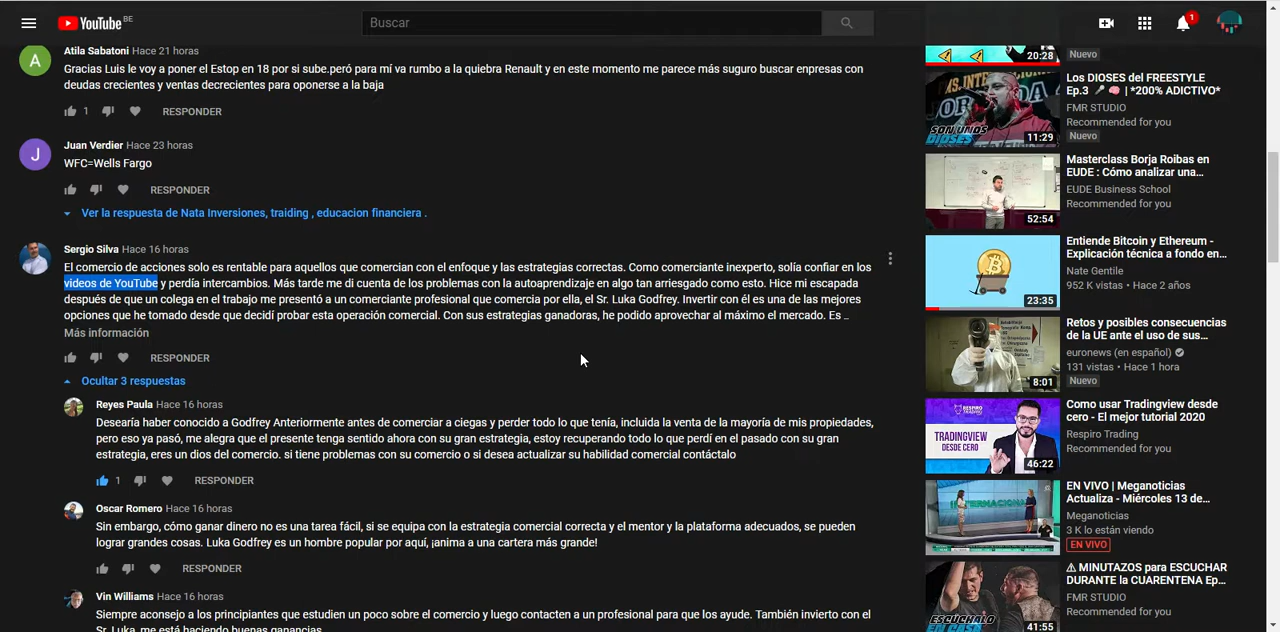 YouTube BE
Buscar
1
Atila Sabatoni Hace 21 horas
Gracias Luis le voy a poner el Estop en 18 por si sube.però para mí va rumbo a la quiebra Renault y en este momento me parece más suguro buscar enpresas con
deudas crecientes y ventas decrecientes para oponerse a la baja
1 RESPONDER
Juan Verdier Hace 23 horas
WFC=Wells Fargo
RESPONDER
Ver la respuesta de Nata Inversiones, traiding , educacion financiera .
Sergio Silva Hace 16 horas
El comercio de acciones solo es rentable para aquellos que comercian con el enfoque y las estrategias correctas. Como comerciante inexperto, solía confiar en los
videos de YouTube y perdía intercambios. Más tarde me di cuenta de los problemas con la autoaprendizaje en algo tan arriesgado como esto. Hice mi escapada
después de que un colega en el trabajo me presentó a un comerciante profesional que comercia por ella, el Sr. Luka Godfrey. Invertir con él es una de las mejores
opciones que he tomado desde que decidí probar esta operación comercial. Con sus estrategias ganadoras, he podido aprovechar al máximo el mercado. Es ...
Más información
RESPONDER
Ocultar 3 respuestas
Reyes Paula Hace 16 horas
Desearía haber conocido a Godfrey Anteriormente antes de comerciar a ciegas y perder todo lo que tenía, incluida la venta de la mayoría de mis propiedades,
pero eso ya pasó, me alegra que el presente haya sentido ahora con su gran estrategia, estoy recuperando todo lo que perdí en el pasado con su gran
estrategia, eres un dios del comercio. si tiene problemas con su comercio o si desea actualizar su habilidad comercial contáctalo
1 RESPONDER
Oscar Romero Hace 16 horas
Sin embargo, cómo ganar dinero no es una tarea fácil, si se equipa con la estrategia comercial correcta y el mentor y la plataforma adecuados, se pueden
lograr grandes cosas. Luka Godfrey es un hombre popular por aquí, ¡anima a una cartera más grande!
RESPONDER
Vin Williams Hace 16 horas
Siempre aconsejo a los principiantes que estudien un poco sobre el comercio y luego contacten a un profesional para que los ayude. También invierto con el
Sr. Luka, me está haciendo buenas ganancias
20:28
Nuevo
SON UNOS
DIOSES
11:29
Los DIOSES del FREESTYLE
Ep.3 🎤 🧠 | *200% ADICTIVO*
FMR STUDIO
Recommended for you
Nuevo
52:54
Masterclass Borja Roibas en
EUDE : Cómo analizar una...
EUDE Business School
Recommended for you
23:35
Entiende Bitcoin y Ethereum -
Explicación técnica a fondo en...
Nate Gentile
952 K vistas • Hace 2 años
8:01
Retos y posibles consecuencias
de la UE ante el uso de sus...
euronews (en español)
131 vistas • Hace 1 hora
Nuevo
RESPIRO
TRADINGVIEW
DESDE CERO
46:22
Como usar Tradingview desde
cero - El mejor tutorial 2020
Respiro Trading
Recommended for you
EN VIVO | Meganoticias
Actualiza - Miércoles 13 de...
Meganoticias
3 K lo están viendo
EN VIVO
ESCÚCHALO
EN CASA
41:55
⚠ MINUTAZOS para ESCUCHAR
DURANTE la CUARENTENA Ep...
FMR STUDIO
Recommended for you